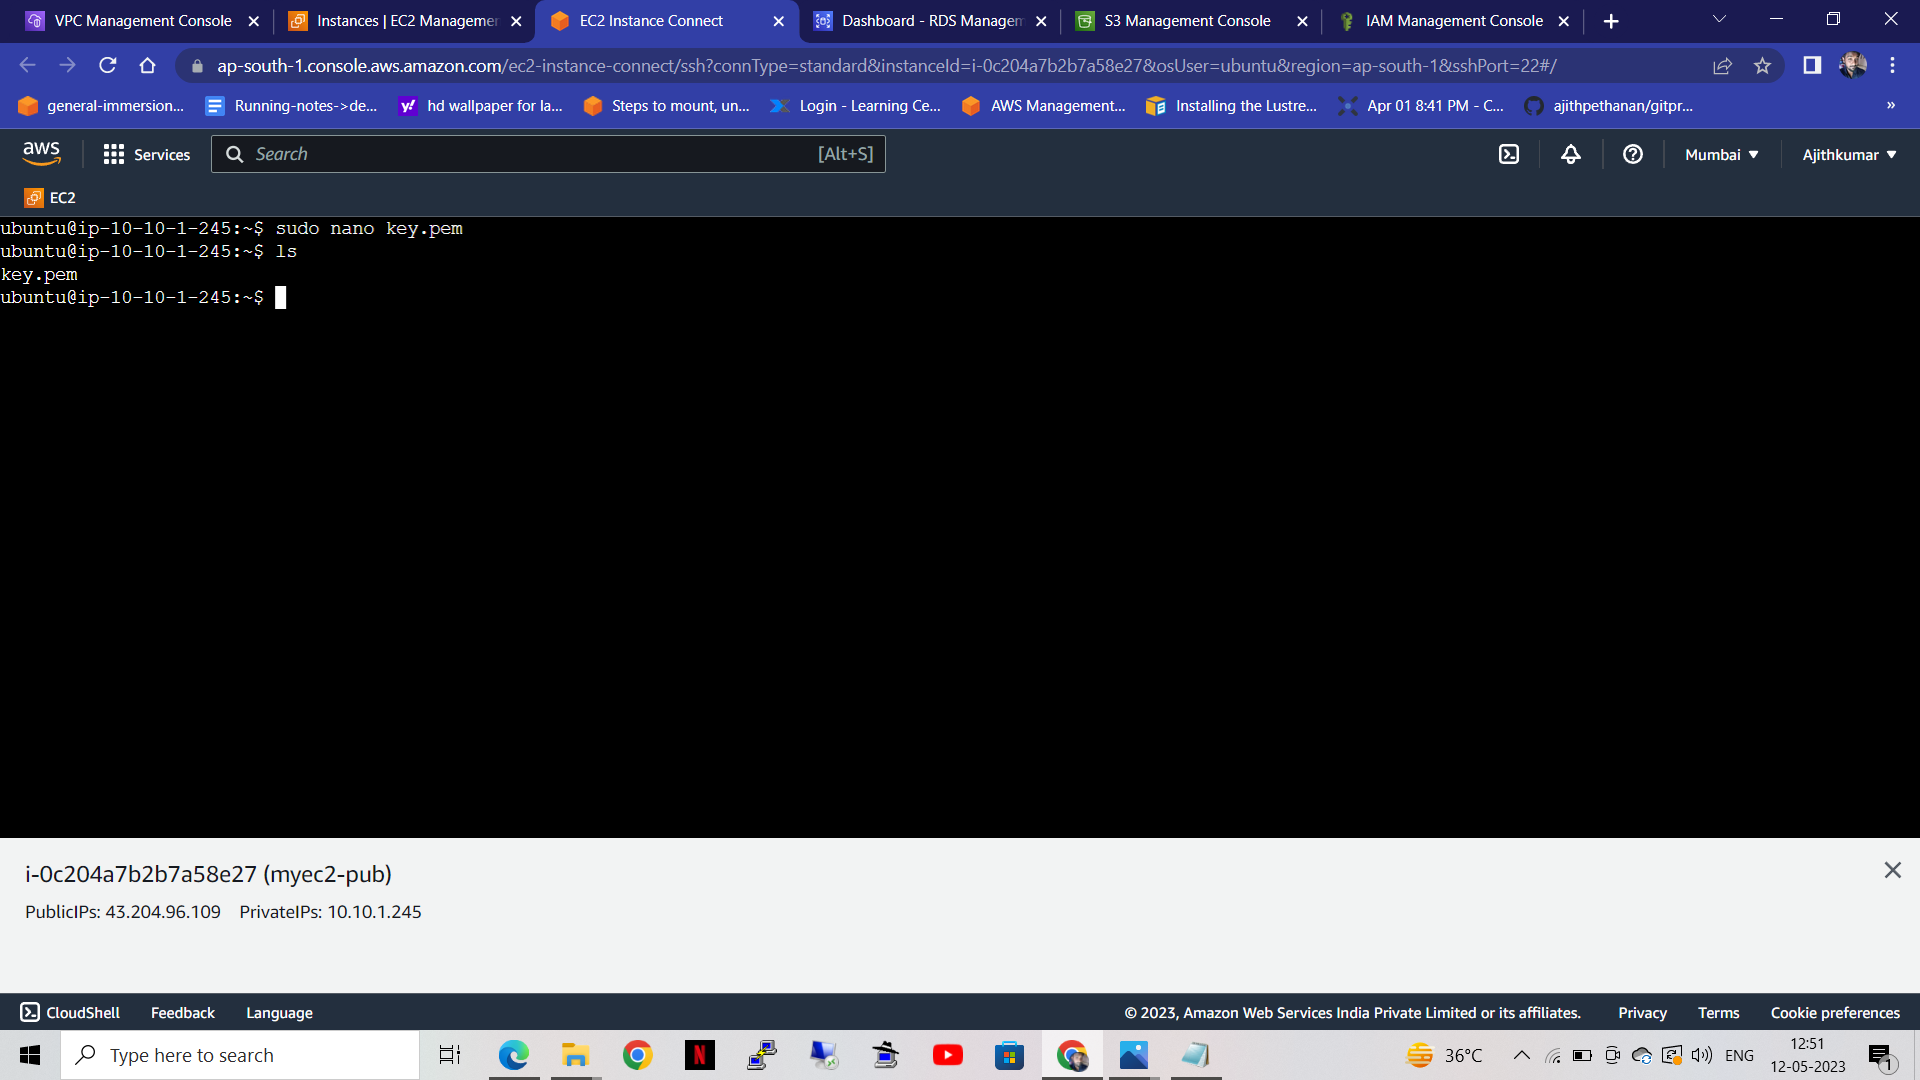 VPC Management Console
Instances | EC2 Managemer
EC2 Instance Connect
Dashboard - RDS Managem
S3 Management Console
IAM Management Console
ap-south-1.console.aws.amazon.com/ec2-instance-connect/ssh?connType=standard&instanceId=i-0c204a7b2b7a58e27&osUser=ubuntu&region=ap-south-1&sshPort=22#/
general-immersion...
Running-notes->de...
hd wallpaper for la...
Steps to mount, un...
Login - Learning Ce...
AWS Management...
Installing the Lustre...
Apr 01 8:41 PM - C...
ajithpethanan/gitpr...
»
aws
Services
Search
[Alt+S]
Mumbai
Ajithkumar
EC2
ubuntu@ip-10-10-1-245:~$ sudo nano key.pem
ubuntu@ip-10-10-1-245:~$ ls
key.pem
ubuntu@ip-10-10-1-245:~$
i-0c204a7b2b7a58e27 (myec2-pub)
PublicIPs: 43.204.96.109 PrivateIPs: 10.10.1.245
CloudShell
Feedback
Language
© 2023, Amazon Web Services India Private Limited or its affiliates.
Privacy
Terms
Cookie preferences
Type here to search
36°C
ENG
12:51
12-05-2023
1